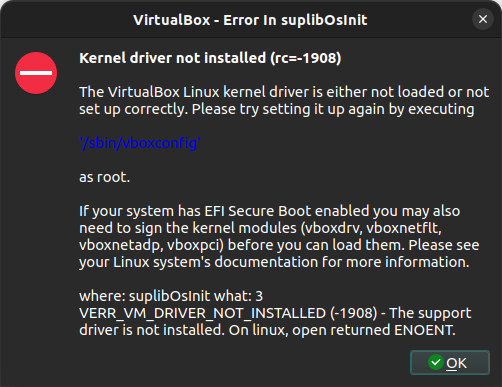 VirtualBox - Error In suplibOsInit
Kernel driver not installed (rc=-1908)
The VirtualBox Linux kernel driver is either not loaded or not
set up correctly. Please try setting it up again by executing
'/sbin/vboxconfig'
as root.
If your system has EFI Secure Boot enabled you may also
need to sign the kernel modules (vboxdrv, vboxnetflt,
vboxnetadp, vboxpci) before you can load them. Please see
your Linux system's documentation for more information.
where: suplibOsInit what: 3
VERR_VM_DRIVER_NOT_INSTALLED (-1908) - The support
driver is not installed. On linux, open returned ENOENT.
OK